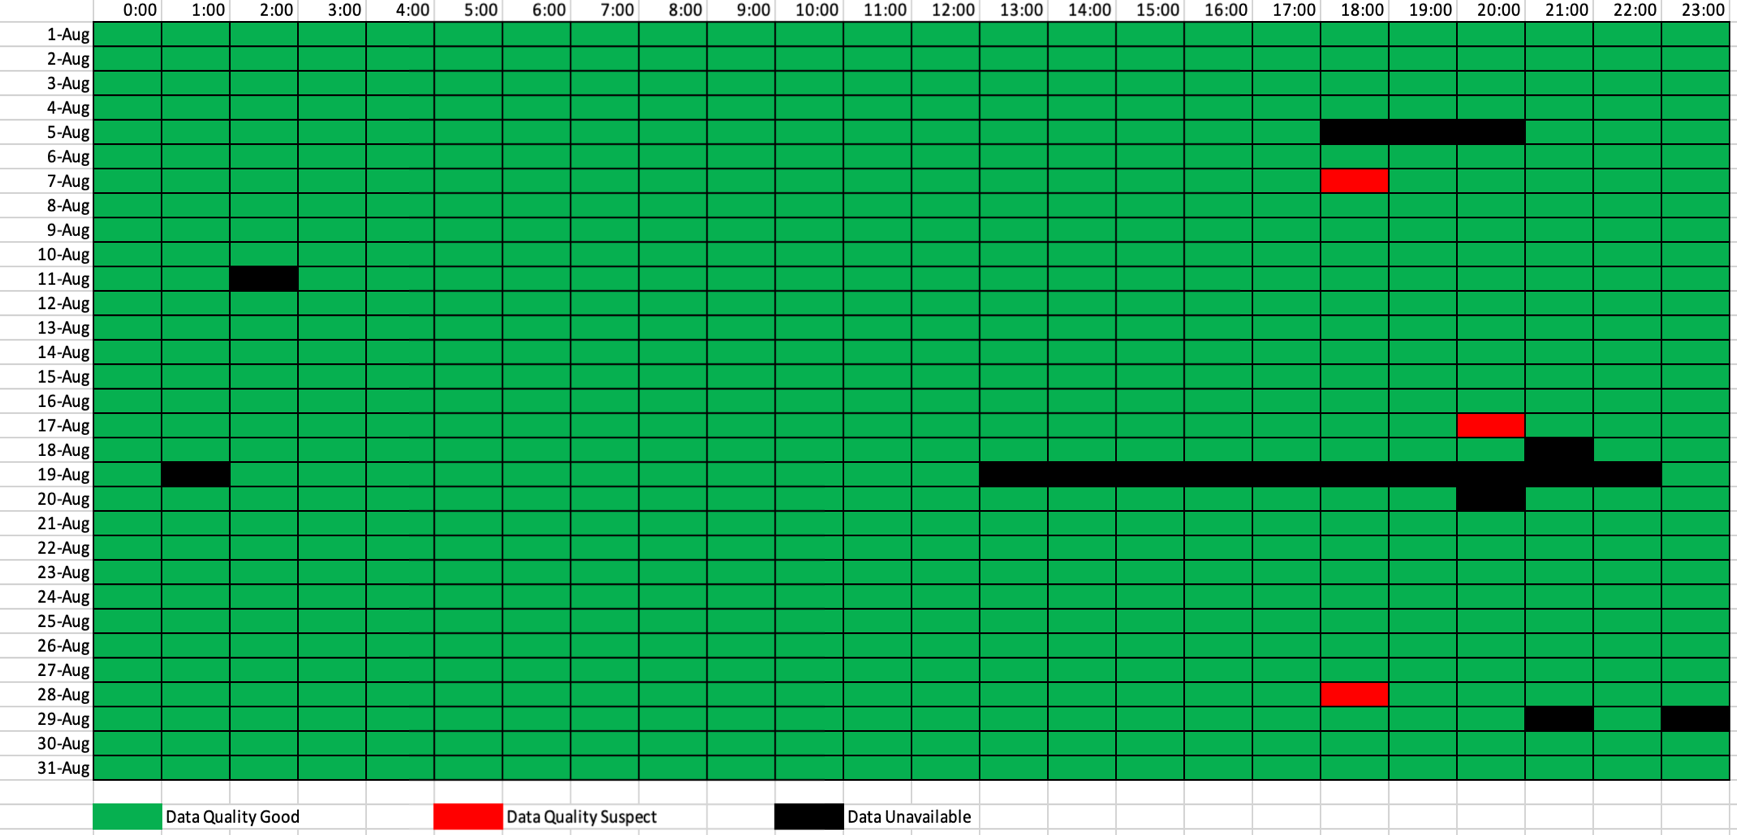 0:00 1:00 2:00 3:00 4:00 5:00 6:00 7:00 8:00 9:00 10:00 11:00 12:00 13:00 14:00 15:00 16:00 17:00 18:00 19:00 20:00 21:00 22:00 23:00
1-Aug
2-Aug
3-Aug
4-Aug
5-Aug
6-Aug
7-Aug
8-Aug
9-Aug
10-Aug
11-Aug
12-Aug
13-Aug
14-Aug
15-Aug
16-Aug
17-Aug
18-Aug
19-Aug
20-Aug
21-Aug
22-Aug
23-Aug
24-Aug
25-Aug
26-Aug
27-Aug
28-Aug
29-Aug
30-Aug
31-Aug
Data Quality Good Data Quality Suspect Data Unavailable